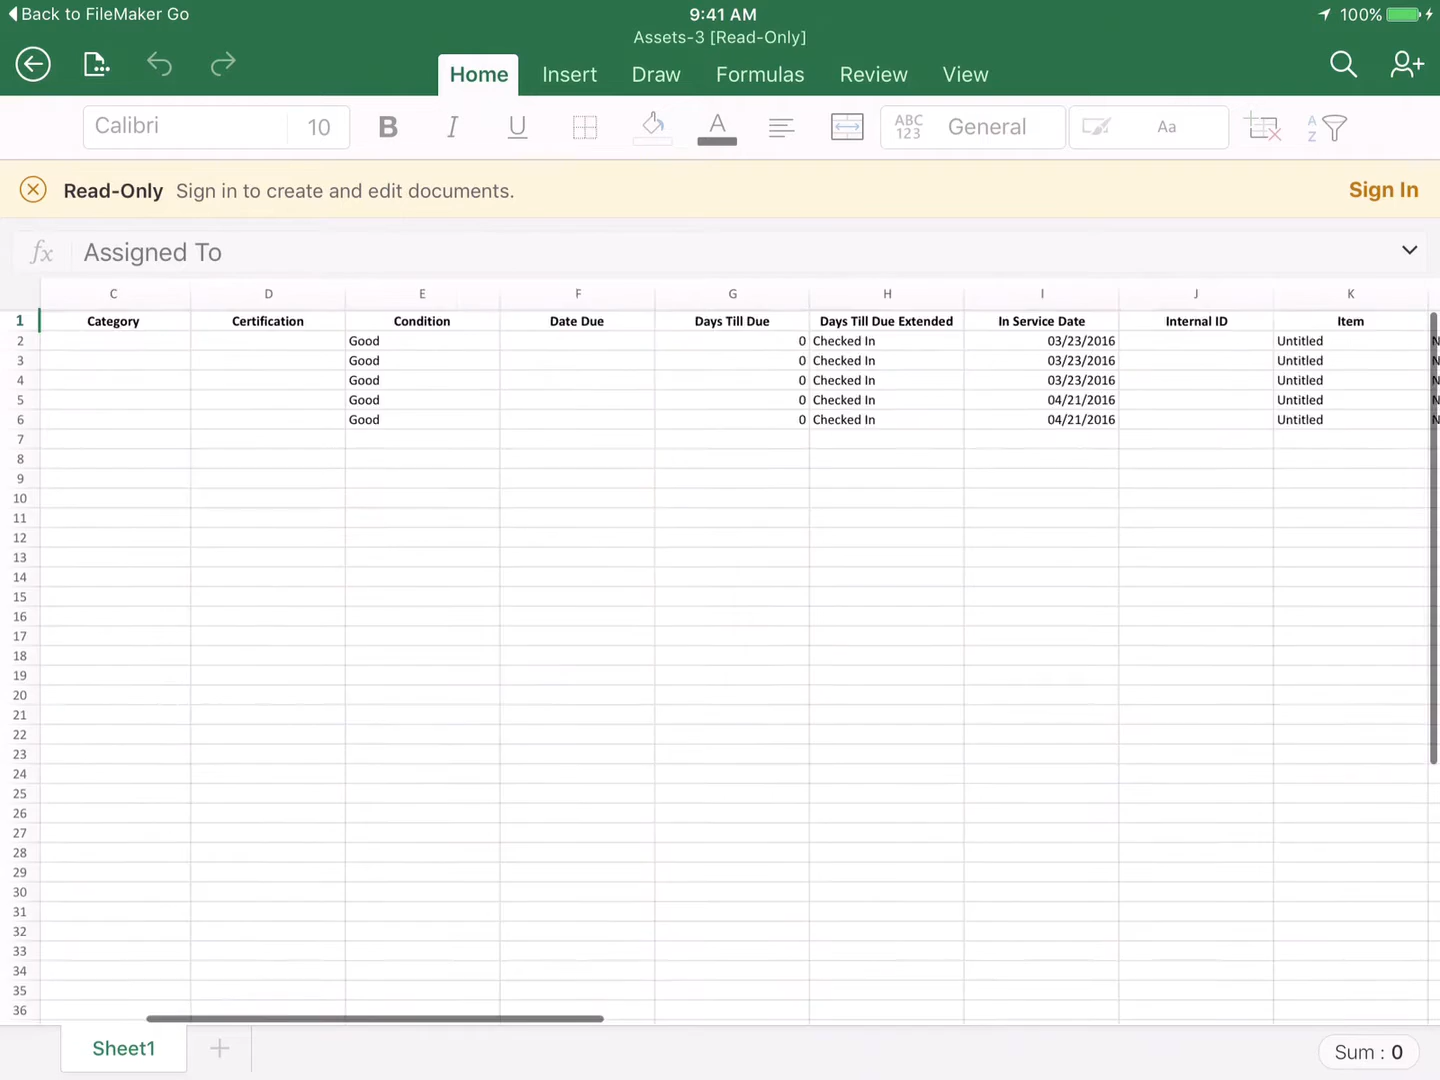 Back to FileMaker Go
9:41 AM
100%
Assets-3 [Read-Only]
Home Insert Draw Formulas Review View
Calibri 10 B I U A ABC 123 General Aa A Z
Read-Only Sign in to create and edit documents. Sign In
fx Assigned To
C D E F G H I J K
1 Category Certification Condition Date Due Days Till Due Days Till Due Extended In Service Date Internal ID Item
2 Good 0 Checked In 03/23/2016 Untitled N
3 Good 0 Checked In 03/23/2016 Untitled N
4 Good 0 Checked In 03/23/2016 Untitled N
5 Good 0 Checked In 04/21/2016 Untitled N
6 Good 0 Checked In 04/21/2016 Untitled N
7
8
9
10
11
12
13
14
15
16
17
18
19
20
21
22
23
24
25
26
27
28
29
30
31
32
33
34
35
36
Sheet1
Sum : 0